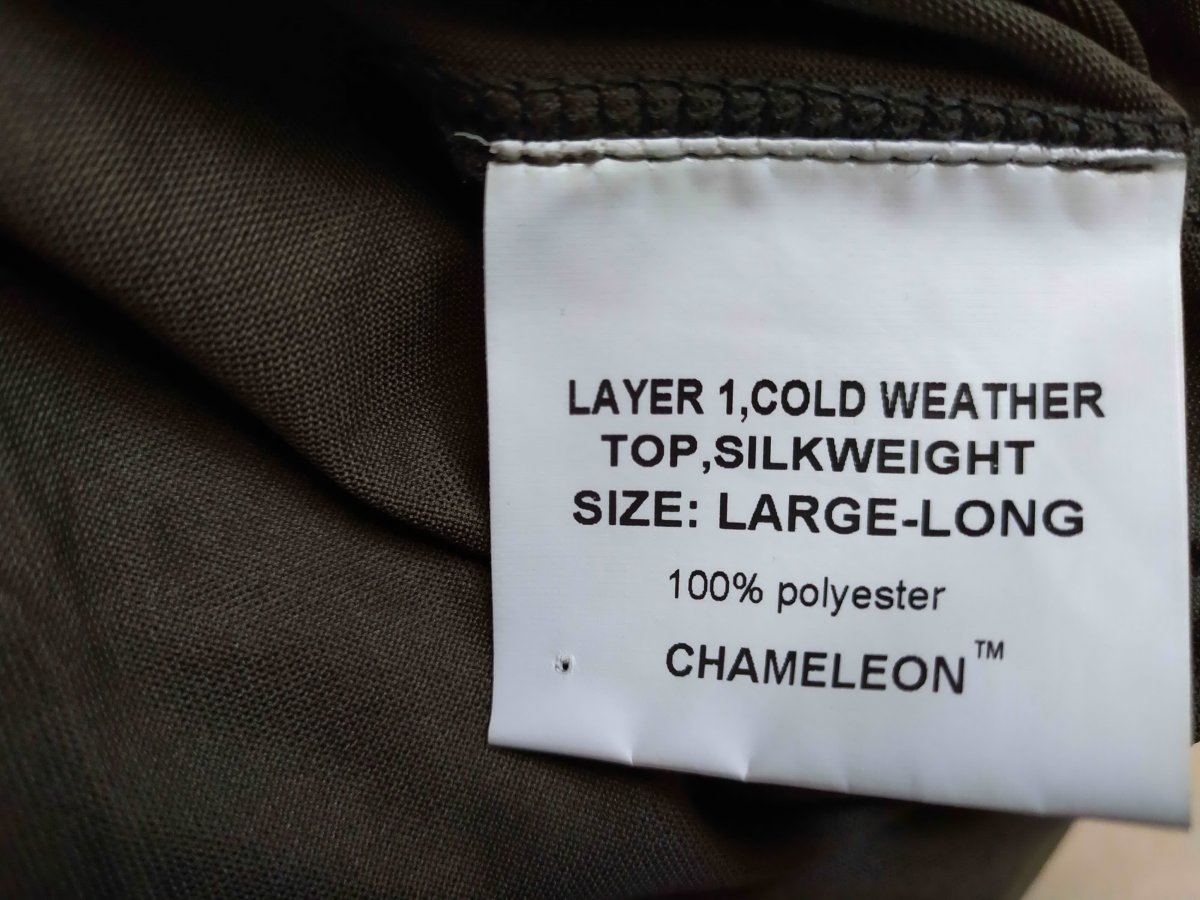 LAYER 1,COLD WEATHER
TOP,SILKWEIGHT
SIZE: LARGE-LONG
100% polyester
CHAMELEON™